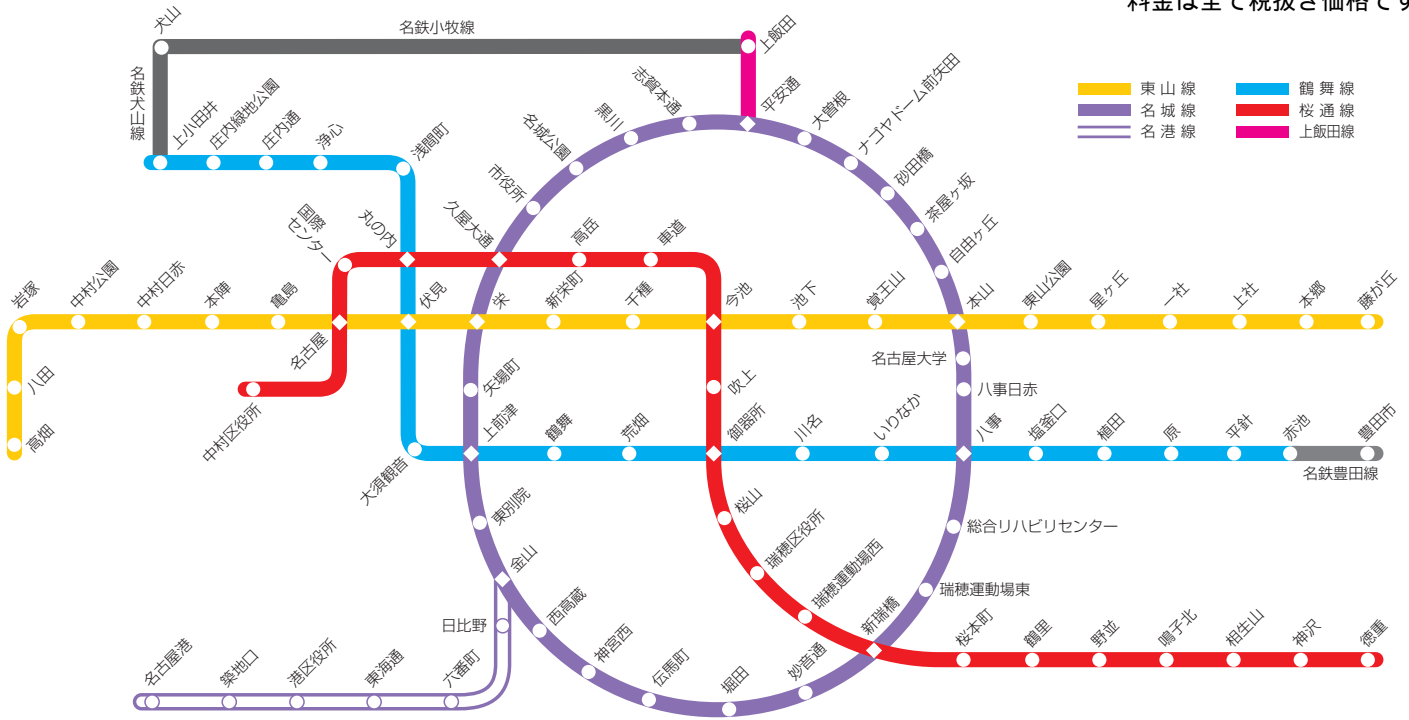 料金は全て税抜き価格です
犬山
名鉄小牧線
上飯田
名鉄犬山線
東山線
名城線
名港線
鶴舞線
桜通線
上飯田線
上小田井
庄内緑地公園
庄内通
浄心
浅間町
市役所
名城公園
黒川
志賀本通
平安通
大曽根
ナゴヤドーム前矢田
砂田橋
茶屋ヶ坂
自由ヶ丘
国際
センター
丸の内
久屋大通
高岳
車道
岩塚
中村公園
中村日赤
本陣
亀島
名古屋
伏見
栄
新栄町
千種
今池
池下
覚王山
本山
東山公園
星ヶ丘
一社
上社
本郷
藤が丘
八田
高畑
中村区役所
矢場町
吹上
名古屋大学
八事日赤
大須観音
上前津
鶴舞
荒畑
御器所
川名
いりなか
八事
塩釜口
植田
原
平針
赤池
豊田市
名鉄豊田線
東別院
桜山
総合リハビリセンター
金山
瑞穂区役所
瑞穂運動場東
日比野
西高蔵
瑞穂運動場西
新瑞橋
神宮西
伝馬町
堀田
妙音通
桜本町
鶴里
野並
鳴子北
相生山
神沢
徳重
名古屋港
築地口
港区役所
東海通
六番町